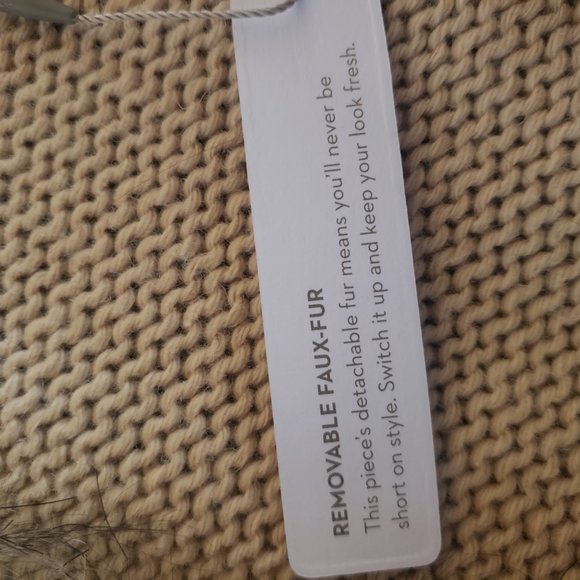 REMOVABLE FAUX-FUR
This piece's detachable fur means you'll never be
short on style. Switch it up and keep your look fresh.